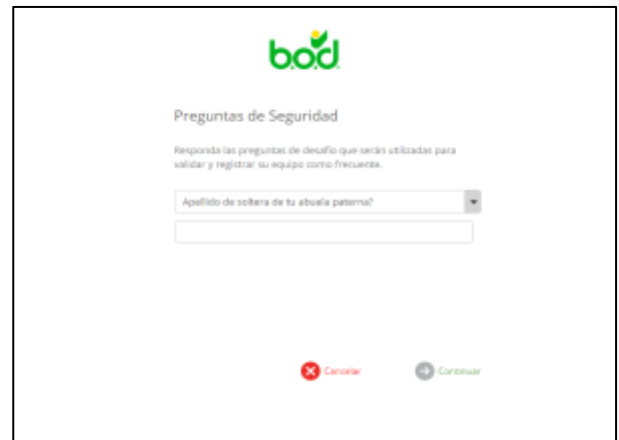 b.o.d.
Preguntas de Seguridad
Responda las preguntas de desafío que serán utilizadas para
validar y registrar su equipo como frecuente.
Apellido de soltera de tu abuela paterna?
Cancelar
Continuar